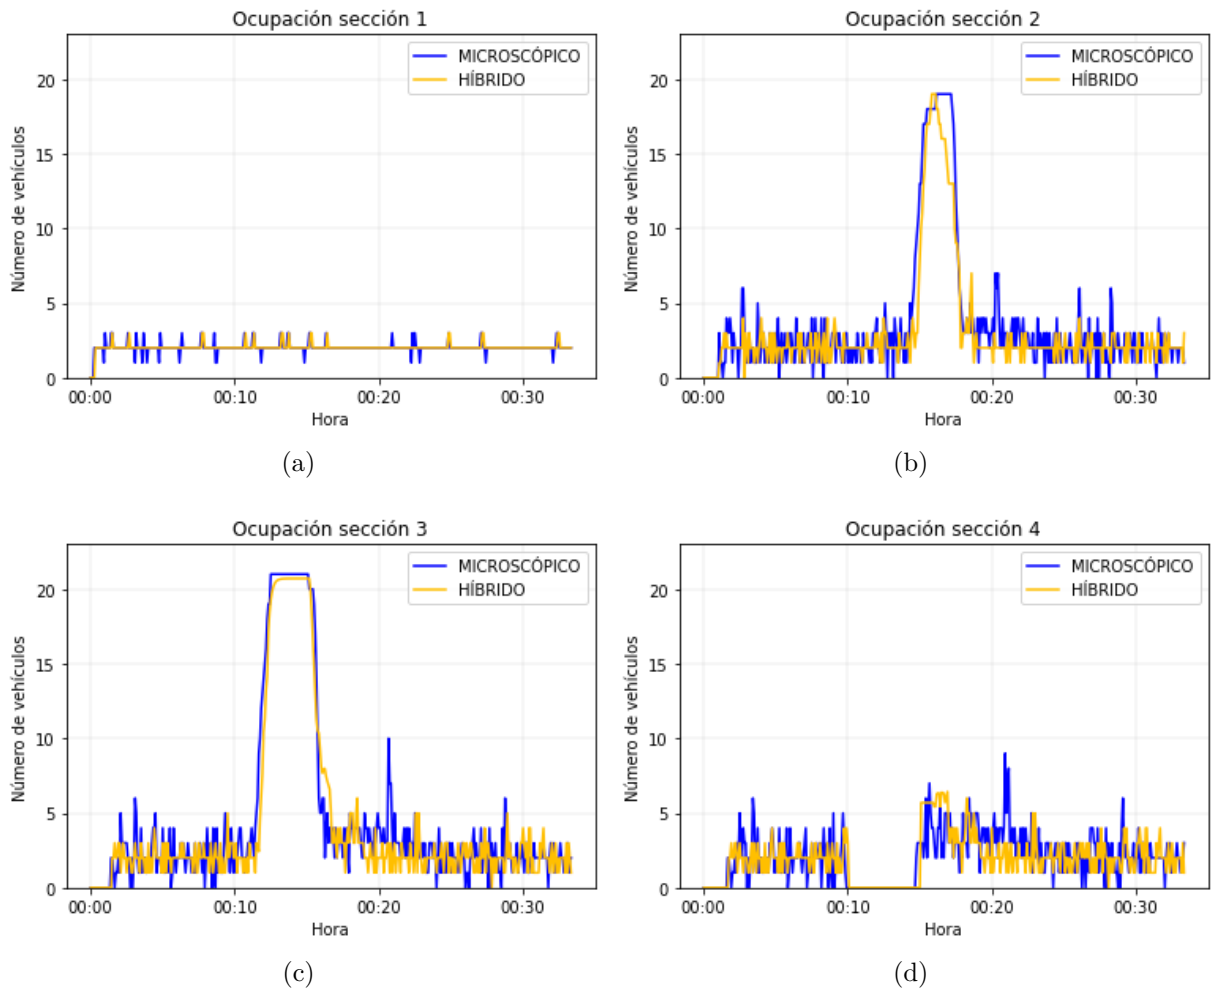 Ocupación sección 1
MICROSCÓPICO
HÍBRIDO
Número de vehículos
20
15
10
5
0
00:00 00:10 00:20 00:30
Hora
(a)
Ocupación sección 2
MICROSCÓPICO
HÍBRIDO
Número de vehículos
20
15
10
5
0
00:00 00:10 00:20 00:30
Hora
(b)
Ocupación sección 3
MICROSCÓPICO
HÍBRIDO
Número de vehículos
20
15
10
5
0
00:00 00:10 00:20 00:30
Hora
(c)
Ocupación sección 4
MICROSCÓPICO
HÍBRIDO
Número de vehículos
20
15
10
5
0
00:00 00:10 00:20 00:30
Hora
(d)